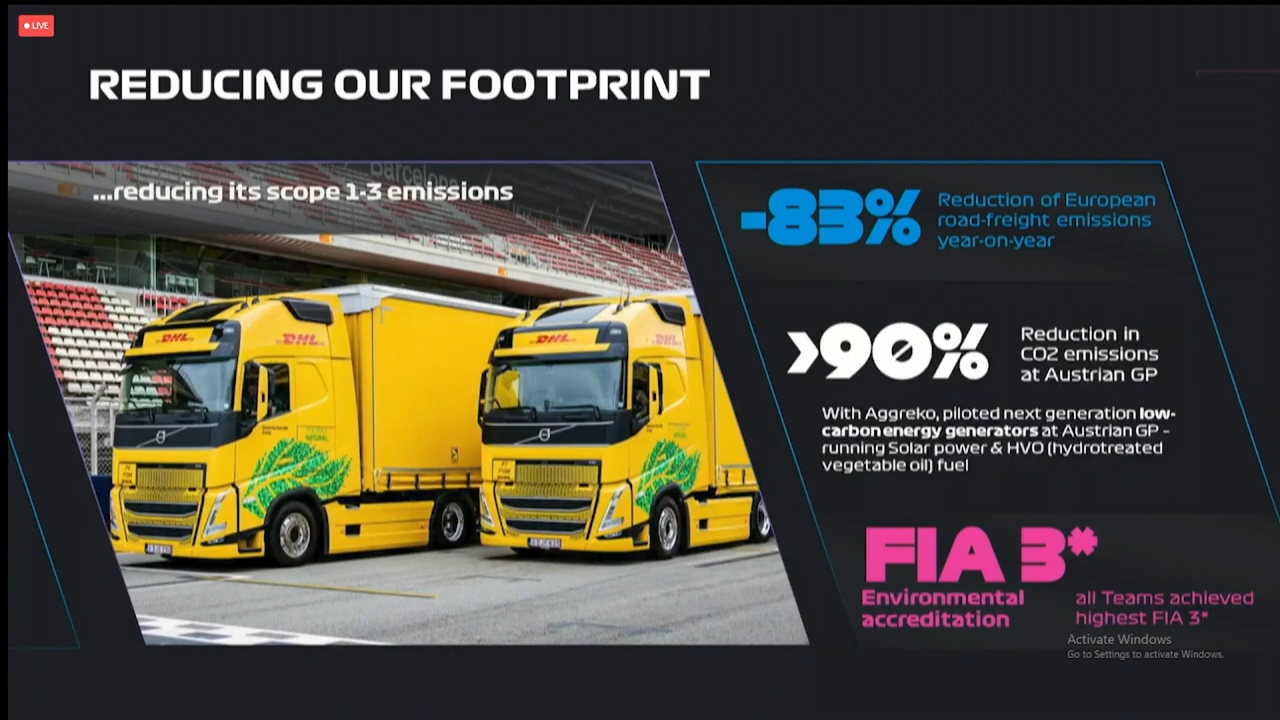 LIVE
REDUCING OUR FOOTPRINT
Barcelona
...reducing its scope 1-3 emissions
DHL
DHL
-83%
Reduction of European
road-freight emissions
year-on-year
>90%
Reduction in
CO2 emissions
at Austrian GP
With Aggreko, piloted next generation low-
carbon energy generators at Austrian GP -
running Solar power & HVO (hydrotreated
vegetable oil) fuel
FIA 3*
Environmental
accreditation
all Teams achieved
highest FIA 3*
Activate Windows
Go to Settings to activate Windows.